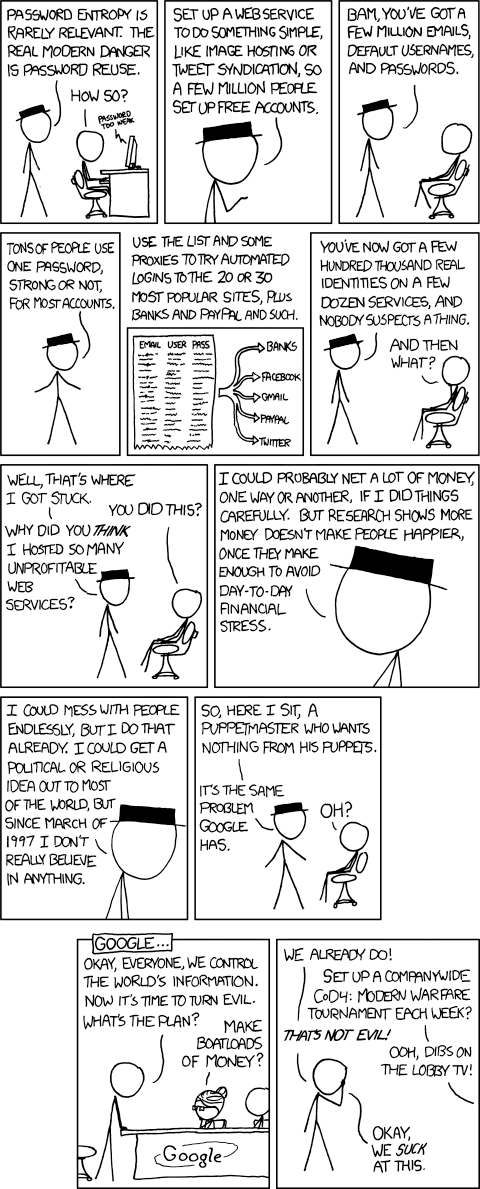 PASSWORD ENTROPY IS
RARELY RELEVANT. THE
REAL MODERN DANGER
IS PASSWORD REUSE.
HOW SO?
PASSWORD
TOO WEAK
SET UP A WEB SERVICE
TO DO SOMETHING SIMPLE,
LIKE IMAGE HOSTING OR
TWEET SYNDICATION, SO
A FEW MILLION PEOPLE
SET UP FREE ACCOUNTS.
BAM, YOU'VE GOT A
FEW MILLION EMAILS,
DEFAULT USERNAMES,
AND PASSWORDS.
TONS OF PEOPLE USE
ONE PASSWORD,
STRONG OR NOT,
FOR MOST ACCOUNTS.
USE THE LIST AND SOME
PROXIES TO TRY AUTOMATED
LOGINS TO THE 20 OR 30
MOST POPULAR SITES, PLUS
BANKS AND PAYPAL AND SUCH.
EMAIL USER PASS
BANKS
FACEBOOK
GMAIL
PAYPAL
TWITTER
YOU'VE NOW GOT A FEW
HUNDRED THOUSAND REAL
IDENTITIES ON A FEW
DOZEN SERVICES, AND
NOBODY SUSPECTS A THING.
AND THEN
WHAT?
WELL, THAT'S WHERE
I GOT STUCK.
YOU DID THIS?
WHY DID YOU THINK
I HOSTED SO MANY
UNPROFITABLE
WEB
SERVICES?
I COULD PROBABLY NET A LOT OF MONEY,
ONE WAY OR ANOTHER, IF I DID THINGS
CAREFULLY. BUT RESEARCH SHOWS MORE
MONEY DOESN'T MAKE PEOPLE HAPPIER,
ONCE THEY MAKE
ENOUGH TO AVOID
DAY-TO-DAY
FINANCIAL
STRESS.
I COULD MESS WITH PEOPLE
ENDLESSLY, BUT I DO THAT
ALREADY. I COULD GET A
POLITICAL OR RELIGIOUS
IDEA OUT TO MOST
OF THE WORLD, BUT
SINCE MARCH OF
1997 I DON'T
REALLY BELIEVE
IN ANYTHING.
SO, HERE I SIT, A
PUPPETMASTER WHO WANTS
NOTHING FROM HIS PUPPETS.
IT'S THE SAME
PROBLEM
GOOGLE
HAS.
OH?
GOOGLE...
OKAY, EVERYONE, WE CONTROL
THE WORLD'S INFORMATION.
NOW IT'S TIME TO TURN EVIL.
WHAT'S THE PLAN?
MAKE
BOATLOADS
OF MONEY?
Google
WE ALREADY DO!
SET UP A COMPANYWIDE
CoD4: MODERN WARFARE
TOURNAMENT EACH WEEK?
THAT'S NOT EVIL!
OOH, DIBS ON
THE LOBBY TV!
OKAY,
WE SUCK
AT THIS.